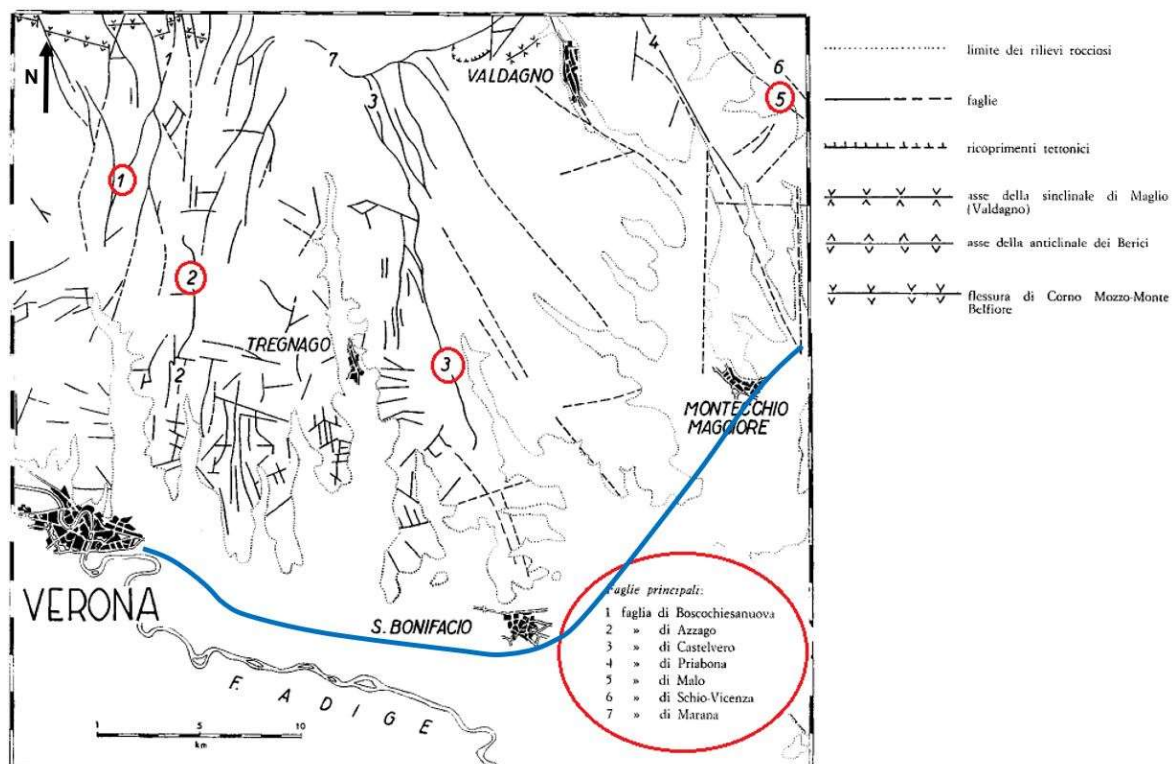 N
1
7
3
VALDAGNO
4
6
5
1
2
TREGNAGO
2
3
MONTECCHIO
MAGGIORE
VERONA
S. BONIFACIO
F. ADIGE
1 5 10
km
Faglie principali:
1 faglia di Boscochiesanuova
2 » di Azzago
3 » di Castelvero
4 » di Priabona
5 » di Malo
6 » di Schio-Vicenza
7 » di Marana
limite dei rilievi rocciosi
faglie
ricoprimenti tettonici
asse della sinclinale di Maglio
(Valdagno)
asse della anticlinale dei Berici
flessura di Corno Mozzo-Monte
Belfiore